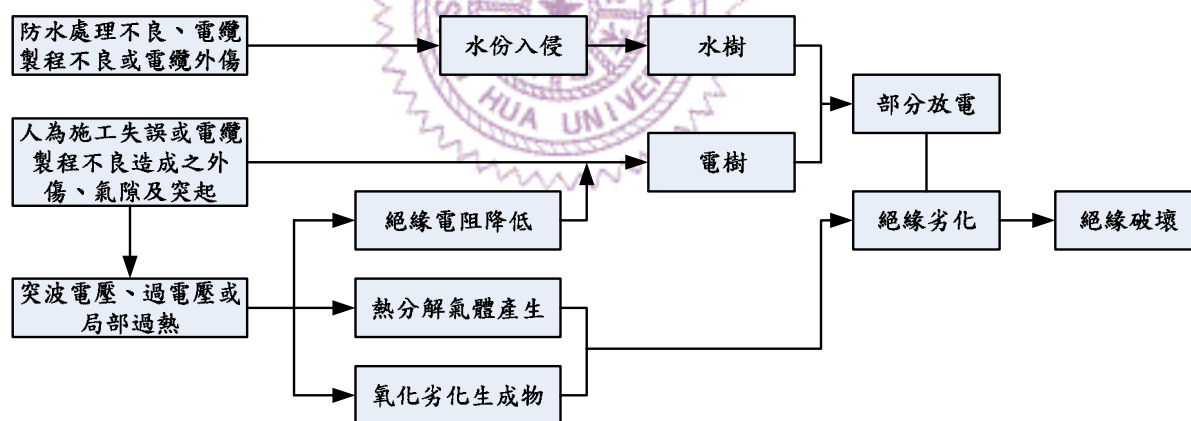 防水處理不良、電纜
製程不良或電纜外傷
水份入侵
水樹
部分放電
HUA UNIVE
人為施工失誤或電纜
製程不良造成之外
傷、氣隙及突起
電樹
絕緣電阻降低
絕緣劣化
絕緣破壞
突波電壓、過電壓或
局部過熱
熱分解氣體產生
氧化劣化生成物